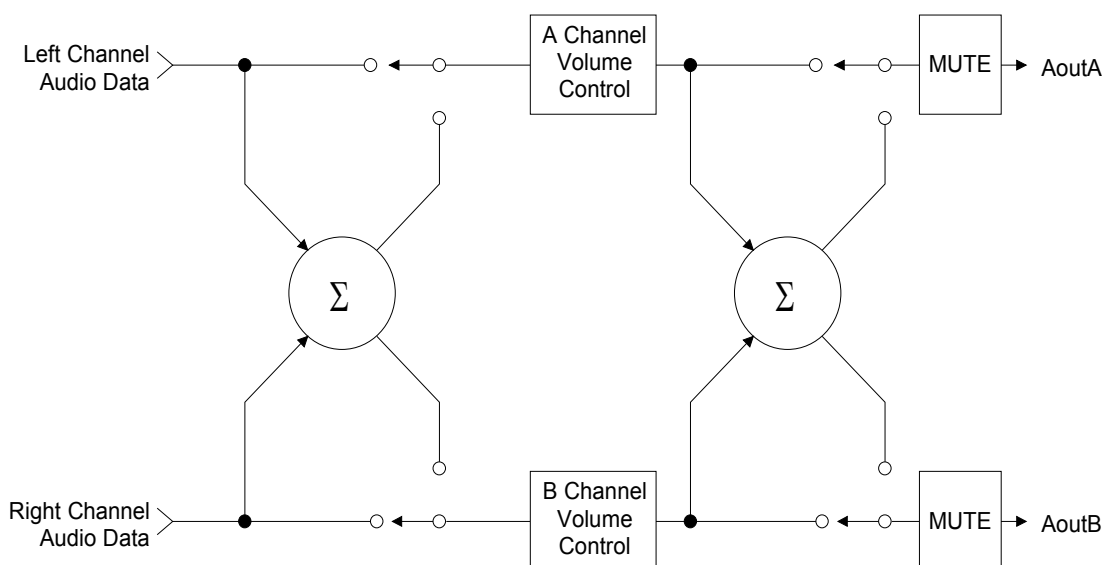 Left Channel
Audio Data
A Channel
Volume
Control
MUTE
AoutA
Σ
Σ
Right Channel
Audio Data
B Channel
Volume
Control
MUTE
AoutB